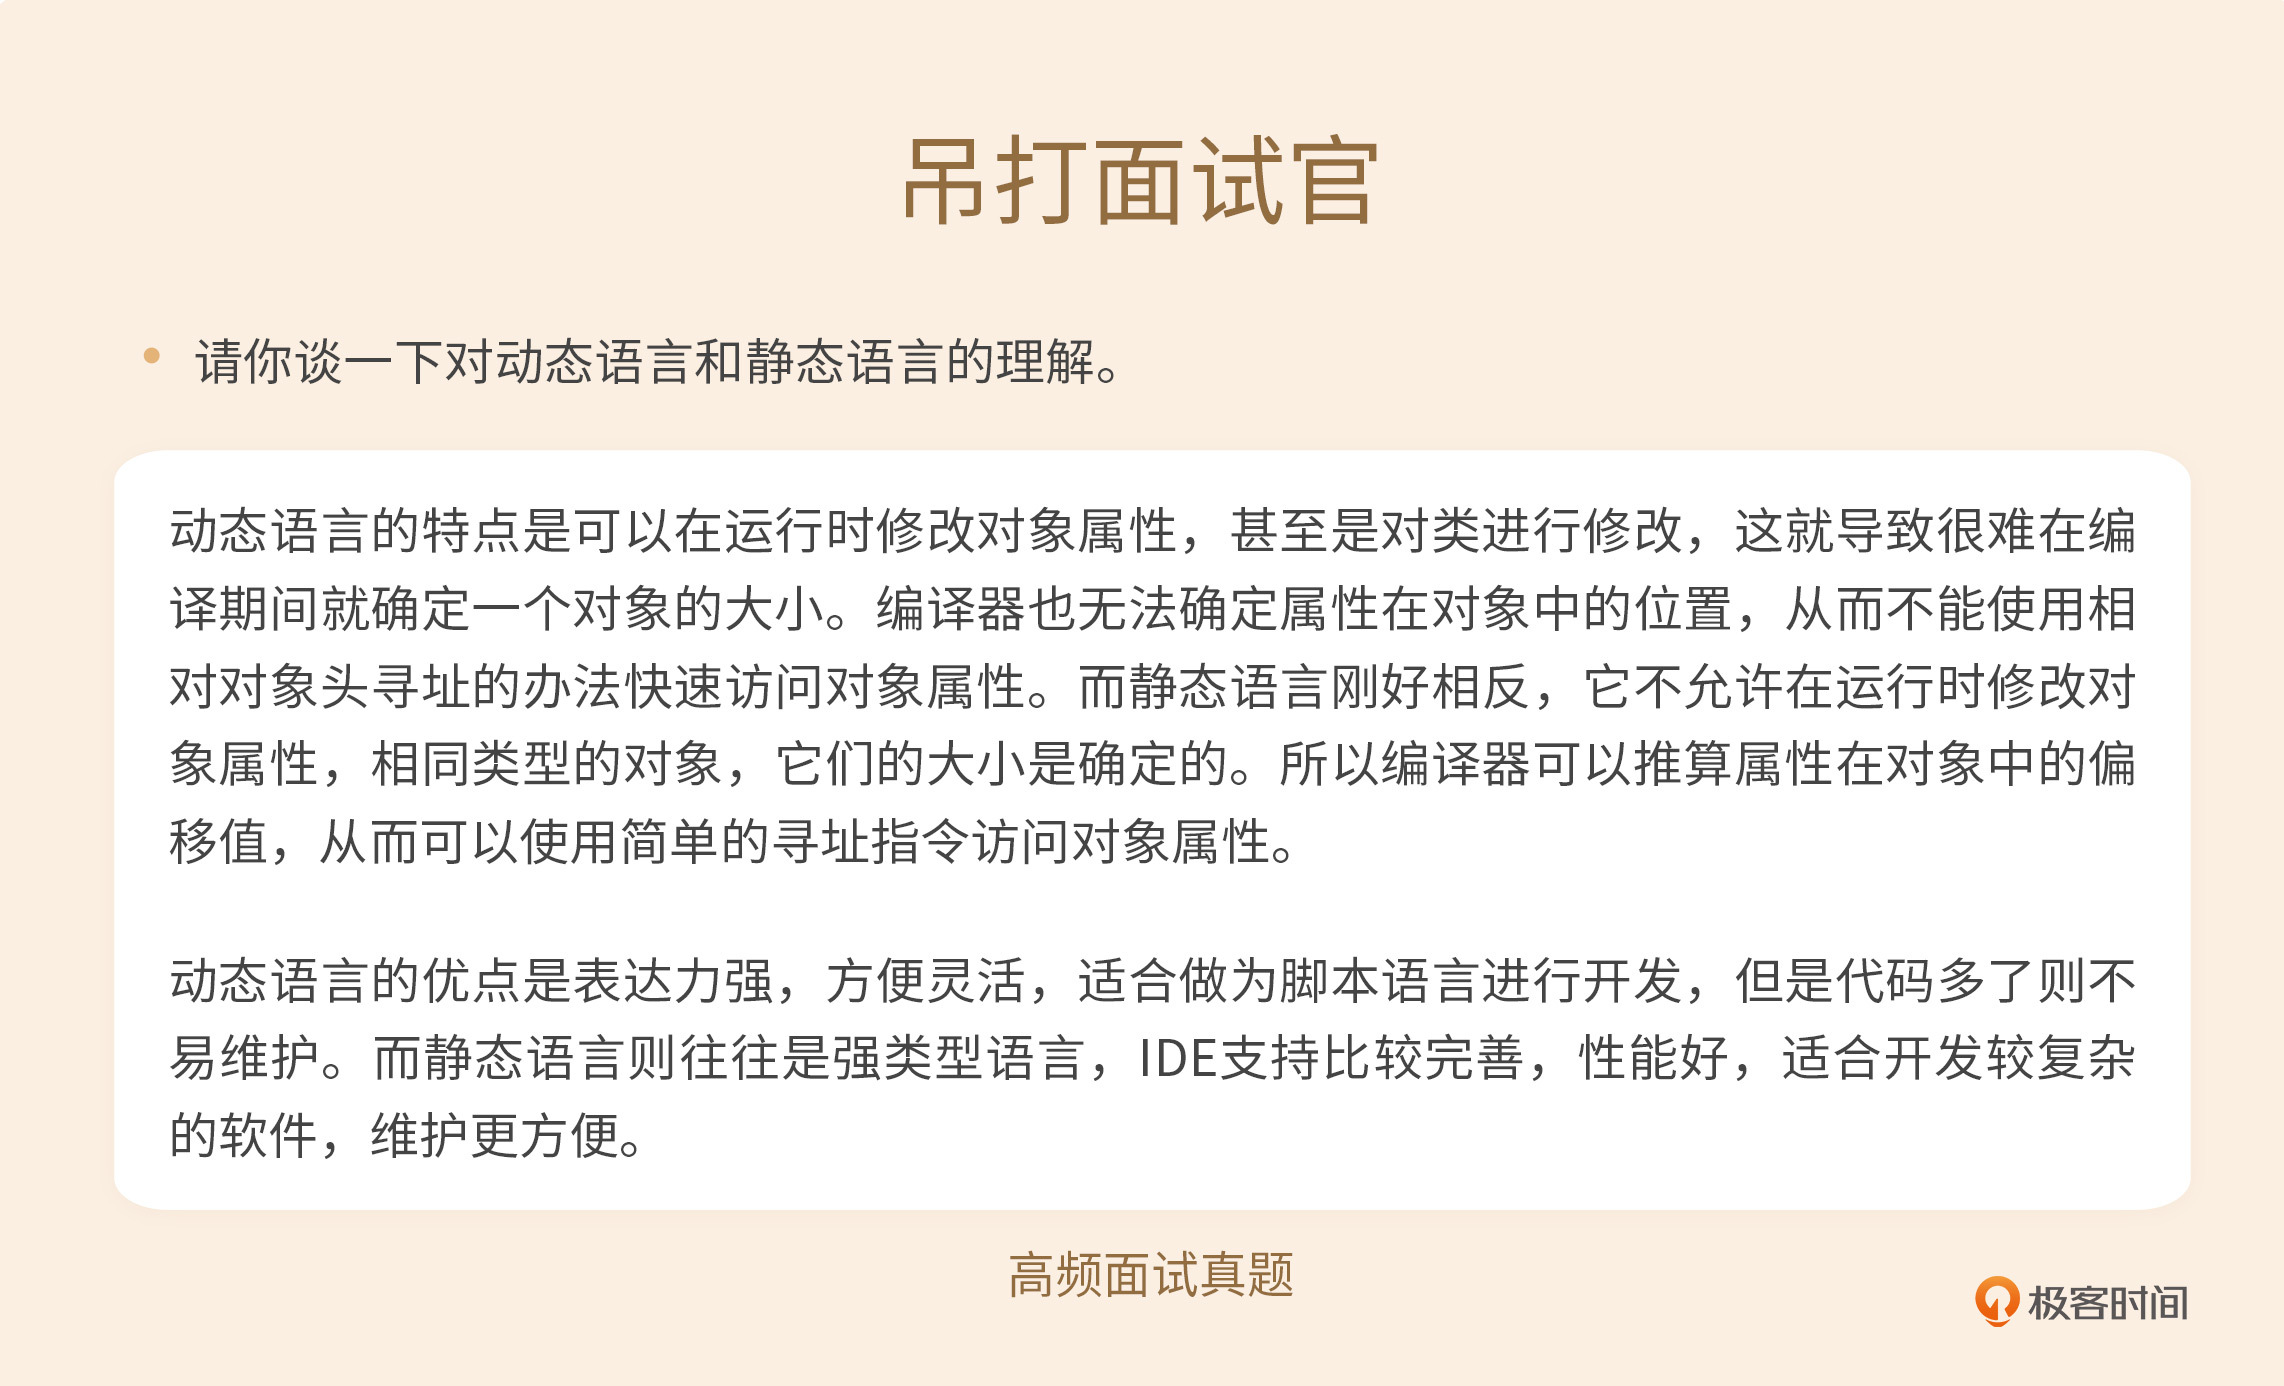 吊打面试官
请你谈一下对动态语言和静态语言的理解。
动态语言的特点是可以在运行时修改对象属性，甚至是对类进行修改，这就导致很难在编
译期间就确定一个对象的大小。编译器也无法确定属性在对象中的位置，从而不能使用相
对对象头寻址的办法快速访问对象属性。而静态语言刚好相反，它不允许在运行时修改对
象属性，相同类型的对象，它们的大小是确定的。所以编译器可以推算属性在对象中的偏
移值，从而可以使用简单的寻址指令访问对象属性。
动态语言的优点是表达力强，方便灵活，适合做为脚本语言进行开发，但是代码多了则不
易维护。而静态语言则往往是强类型语言，IDE支持比较完善，性能好，适合开发较复杂
的软件，维护更方便。
高频面试真题
极客时间